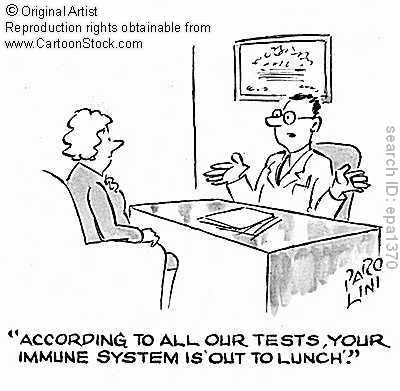 © Original Artist
Reproduction rights obtainable from
www.CartoonStock.com
search ID: epa1370
PARO
LINI
"ACCORDING TO ALL OUR TESTS, YOUR
IMMUNE SYSTEM IS 'OUT TO LUNCH'."